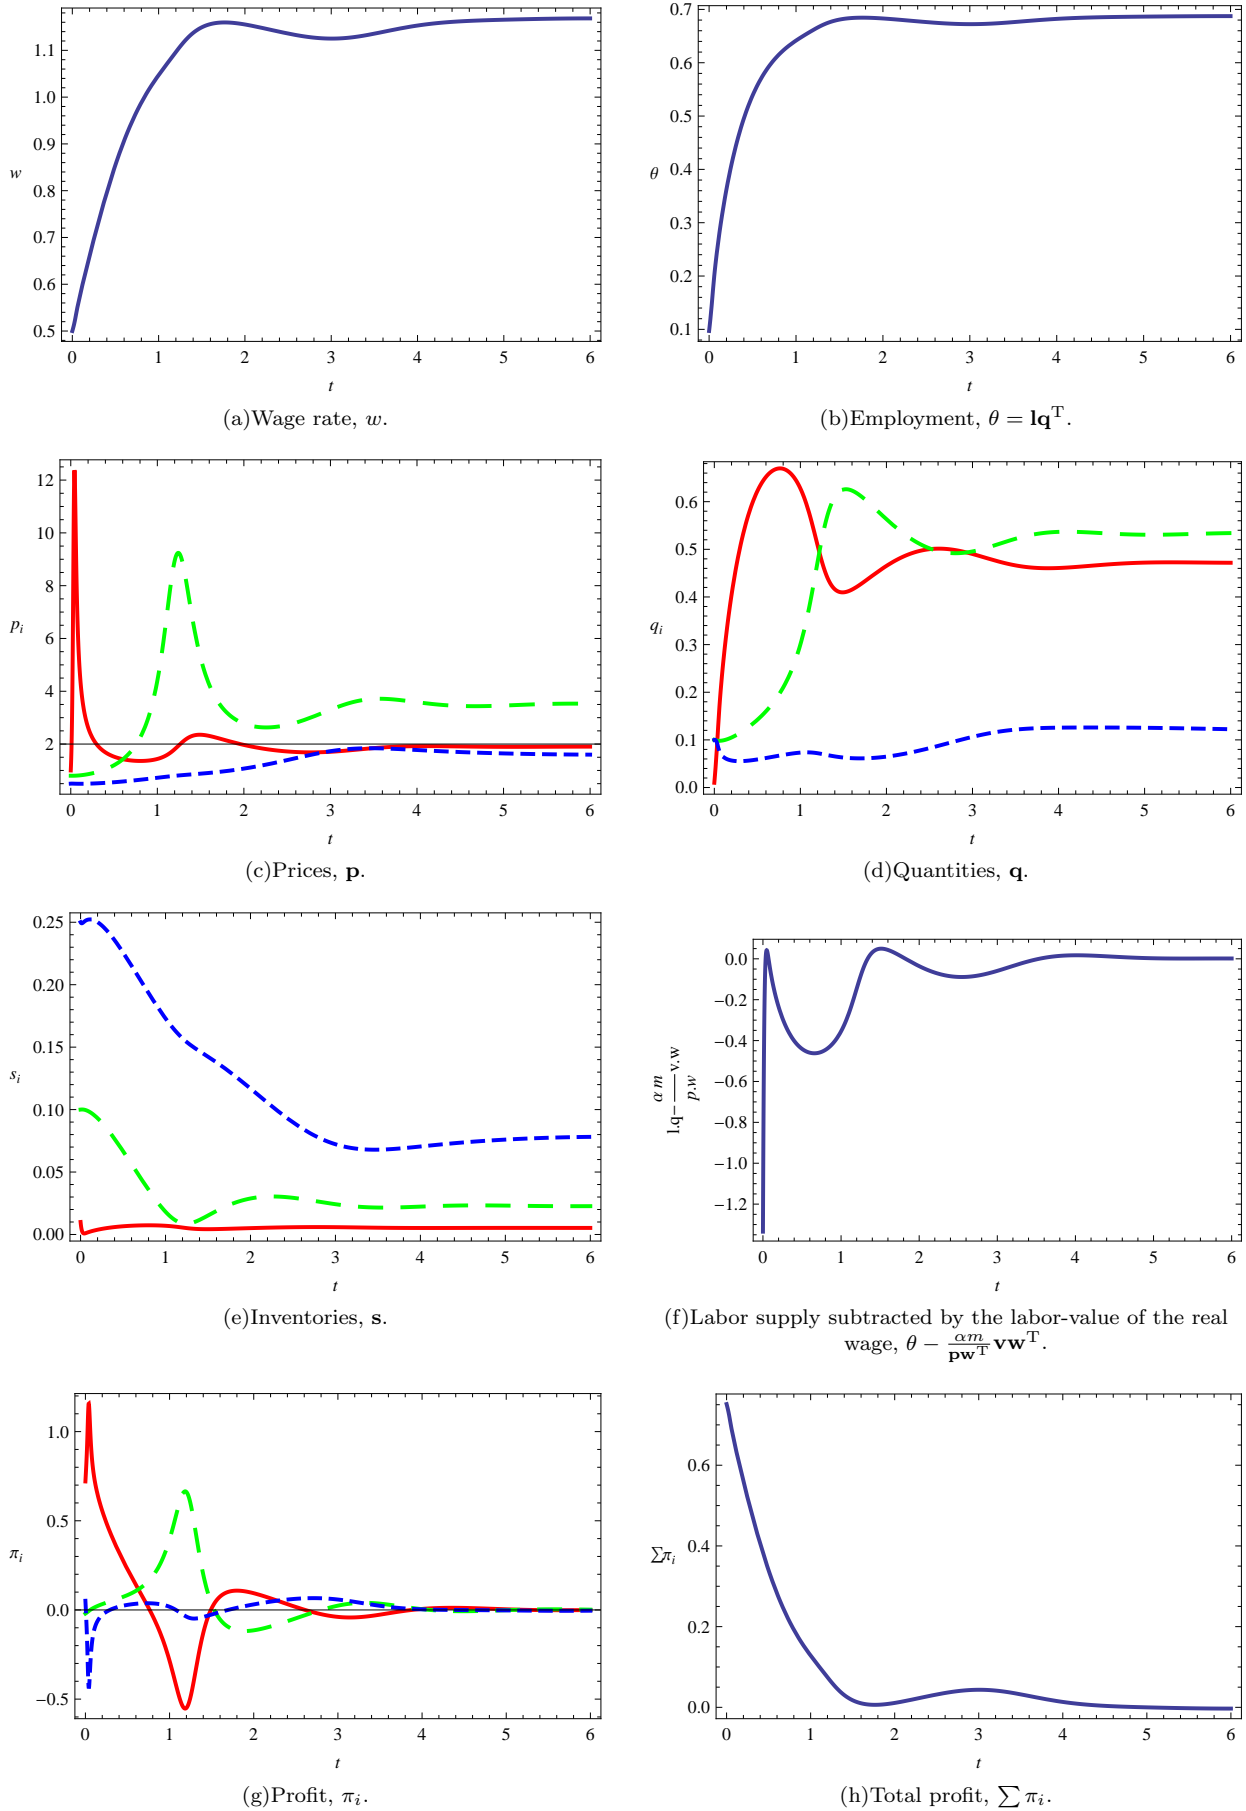 1.1
1.0
0.9
w
0.8
0.7
0.6
0.5
0 1 2 3 4 5 6
t
(a)Wage rate, w.
0.7
0.6
0.5
θ
0.4
0.3
0.2
0.1
0 1 2 3 4 5 6
t
(b)Employment, θ = lqᵀ.
12
10
8
p_i
6
4
2
0 1 2 3 4 5 6
t
(c)Prices, p.
0.6
0.5
0.4
q_i
0.3
0.2
0.1
0.0
0 1 2 3 4 5 6
t
(d)Quantities, q.
0.25
0.20
0.15
s_i
0.10
0.05
0.00
0 1 2 3 4 5 6
t
(e)Inventories, s.
0.0
−0.2
−0.4
−0.6
l.q− α m / p.w v.w
−0.8
−1.0
−1.2
0 1 2 3 4 5 6
t
(f)Labor supply subtracted by the labor-value of the real
wage, θ − αm / pwᵀ vwᵀ.
1.0
0.5
π_i
0.0
−0.5
0 1 2 3 4 5 6
t
(g)Profit, π_i.
0.6
0.4
Σπ_i
0.2
0.0
0 1 2 3 4 5 6
t
(h)Total profit, ∑ π_i.